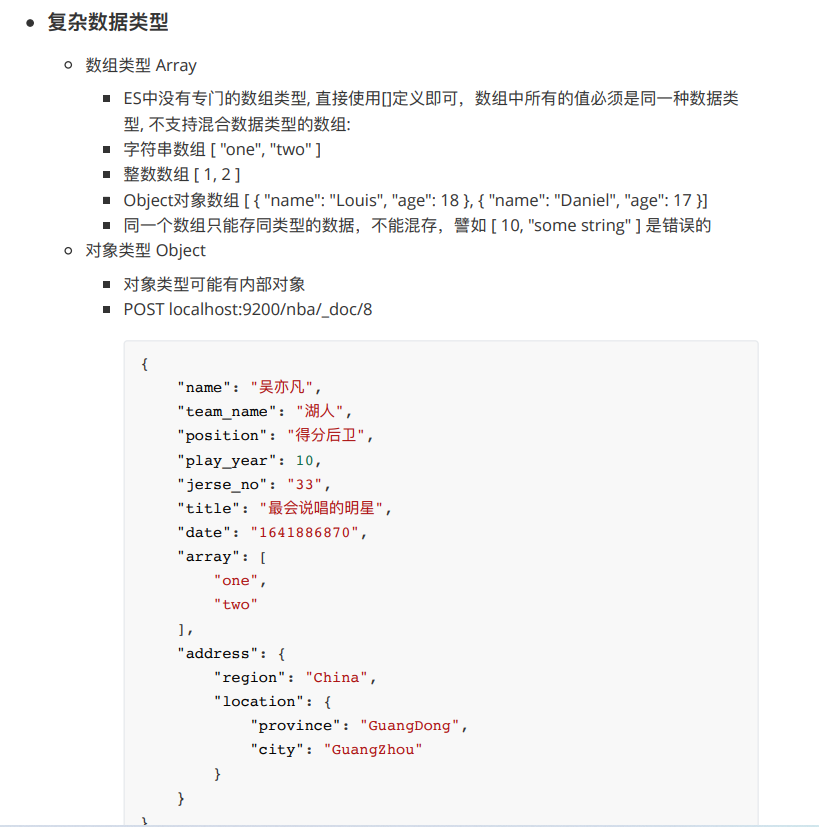 复杂数据类型
数组类型 Array
ES中没有专门的数组类型, 直接使用[]定义即可，数组中所有的值必须是同一种数据类
型, 不支持混合数据类型的数组:
字符串数组 [ "one", "two" ]
整数数组 [ 1, 2 ]
Object对象数组 [ { "name": "Louis", "age": 18 }, { "name": "Daniel", "age": 17 }]
同一个数组只能存同类型的数据，不能混存，譬如 [ 10, "some string" ] 是错误的
对象类型 Object
对象类型可能有内部对象
POST localhost:9200/nba/_doc/8
{
    "name": "吴亦凡",
    "team_name": "湖人",
    "position": "得分后卫",
    "play_year": 10,
    "jerse_no": "33",
    "title": "最会说唱的明星",
    "date": "1641886870",
    "array": [
        "one",
        "two"
    ],
    "address": {
        "region": "China",
        "location": {
            "province": "GuangDong",
            "city": "GuangZhou"
        }
    }
}